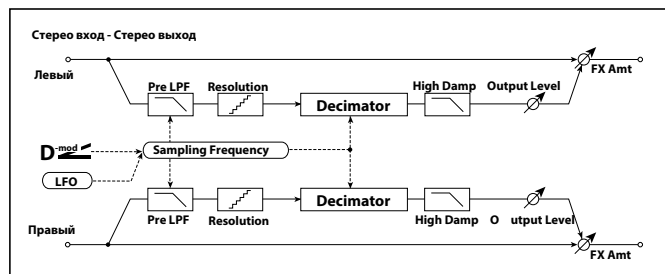 Стерео вход - Стерео выход
Левый
FX Amt
Pre LPF Resolution High Damp Output Level
Decimator
D-mod
Sampling Frequency
LFO
Decimator
Правый
Pre LPF Resolution High Damp O utput Level
FX Amt